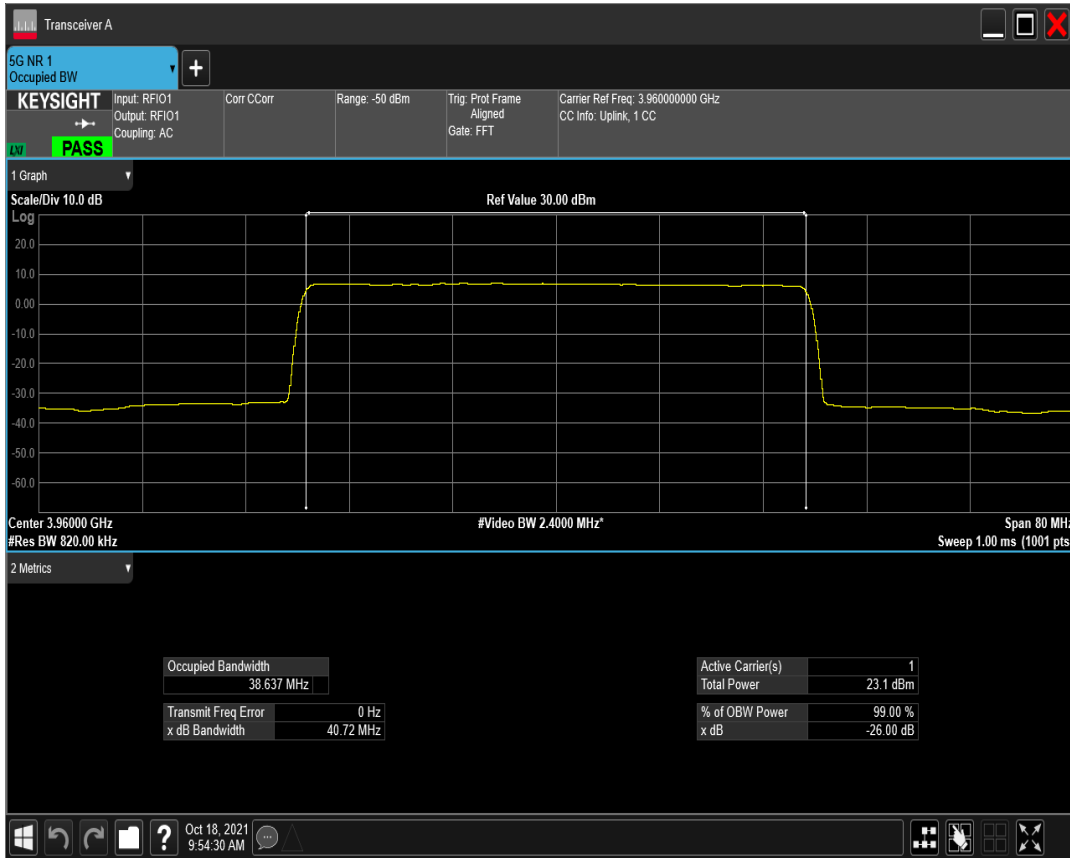 Transceiver A
5G NR 1
Occupied BW
+
KEYSIGHT
LXI
PASS
Input: RFIO1
Output: RFIO1
Coupling: AC
Corr CCorr
Range: -50 dBm
Trig: Prot Frame
Aligned
Gate: FFT
Carrier Ref Freq: 3.960000000 GHz
CC Info: Uplink, 1 CC
1 Graph
Scale/Div 10.0 dB
Ref Value 30.00 dBm
Log
20.0
10.0
0.00
-10.0
-20.0
-30.0
-40.0
-50.0
-60.0
Center 3.96000 GHz
#Video BW 2.4000 MHz*
Span 80 MHz
#Res BW 820.00 kHz
Sweep 1.00 ms (1001 pts
2 Metrics
Occupied Bandwidth
38.637 MHz
Transmit Freq Error 0 Hz
x dB Bandwidth 40.72 MHz
Active Carrier(s) 1
Total Power 23.1 dBm
% of OBW Power 99.00 %
x dB -26.00 dB
?
Oct 18, 2021
9:54:30 AM